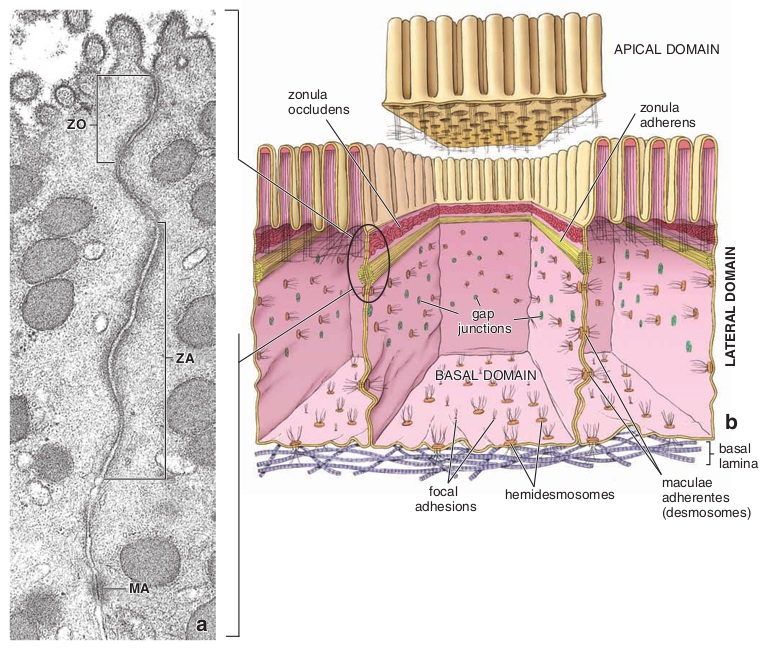 ZO
ZA
MA
a
APICAL DOMAIN
zonula
occludens
zonula
adherens
gap
junctions
LATERAL DOMAIN
BASAL DOMAIN
b
basal
lamina
focal
adhesions
hemidesmosomes
maculae
adherentes
(desmosomes)